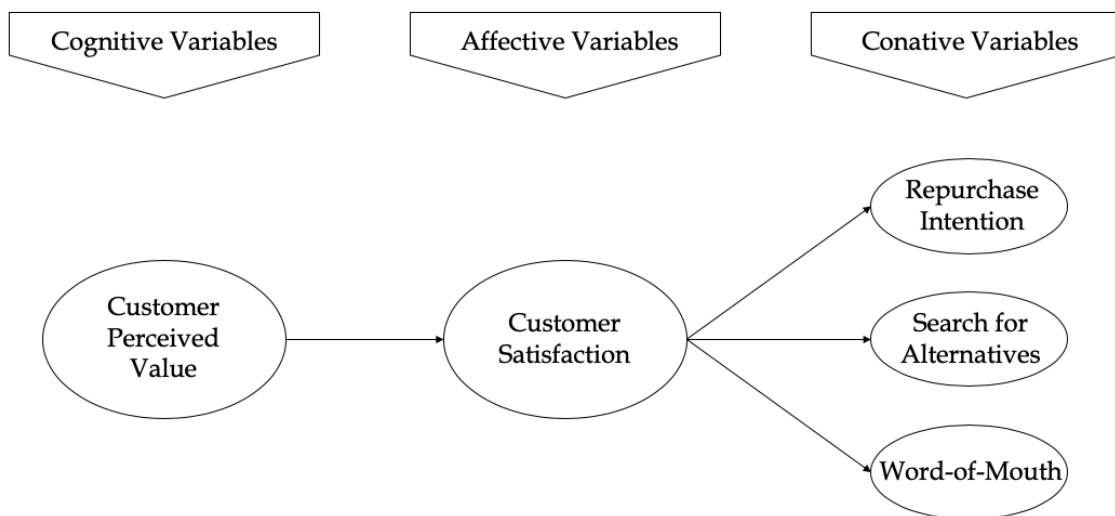 Cognitive Variables
Affective Variables
Conative Variables
Customer
Perceived
Value
Customer
Satisfaction
Repurchase
Intention
Search for
Alternatives
Word-of-Mouth